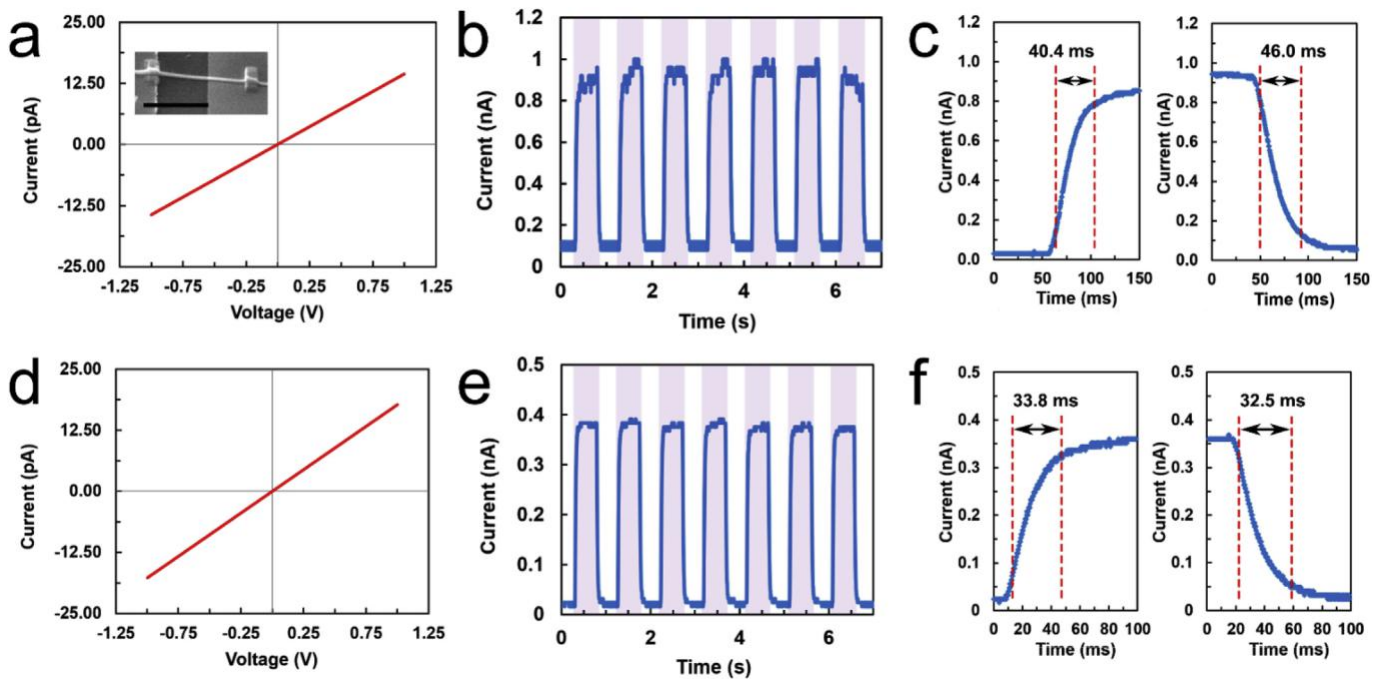 a
25.00
12.50
0.00
-12.50
-25.00
Current (pA)
-1.25 -0.75 -0.25 0.25 0.75 1.25
Voltage (V)
b
1.2
1
0.8
0.6
0.4
0.2
0
Current (nA)
0 2 4 6
Time (s)
c
1.2
1.0
0.8
0.6
0.4
0.2
0.0
Current (nA)
40.4 ms
0 50 100 150
Time (ms)
1.2
1.0
0.8
0.6
0.4
0.2
0.0
Current (nA)
46.0 ms
0 50 100 150
Time (ms)
d
25.00
12.50
0.00
-12.50
-25.00
Current (pA)
-1.25 -0.75 -0.25 0.25 0.75 1.25
Voltage (V)
e
0.5
0.4
0.3
0.2
0.1
0
Current (nA)
0 2 4 6
Time (s)
f
0.5
0.4
0.3
0.2
0.1
0
Current (nA)
33.8 ms
0 20 40 60 80 100
Time (ms)
0.5
0.4
0.3
0.2
0.1
0
Current (nA)
32.5 ms
0 20 40 60 80 100
Time (ms)